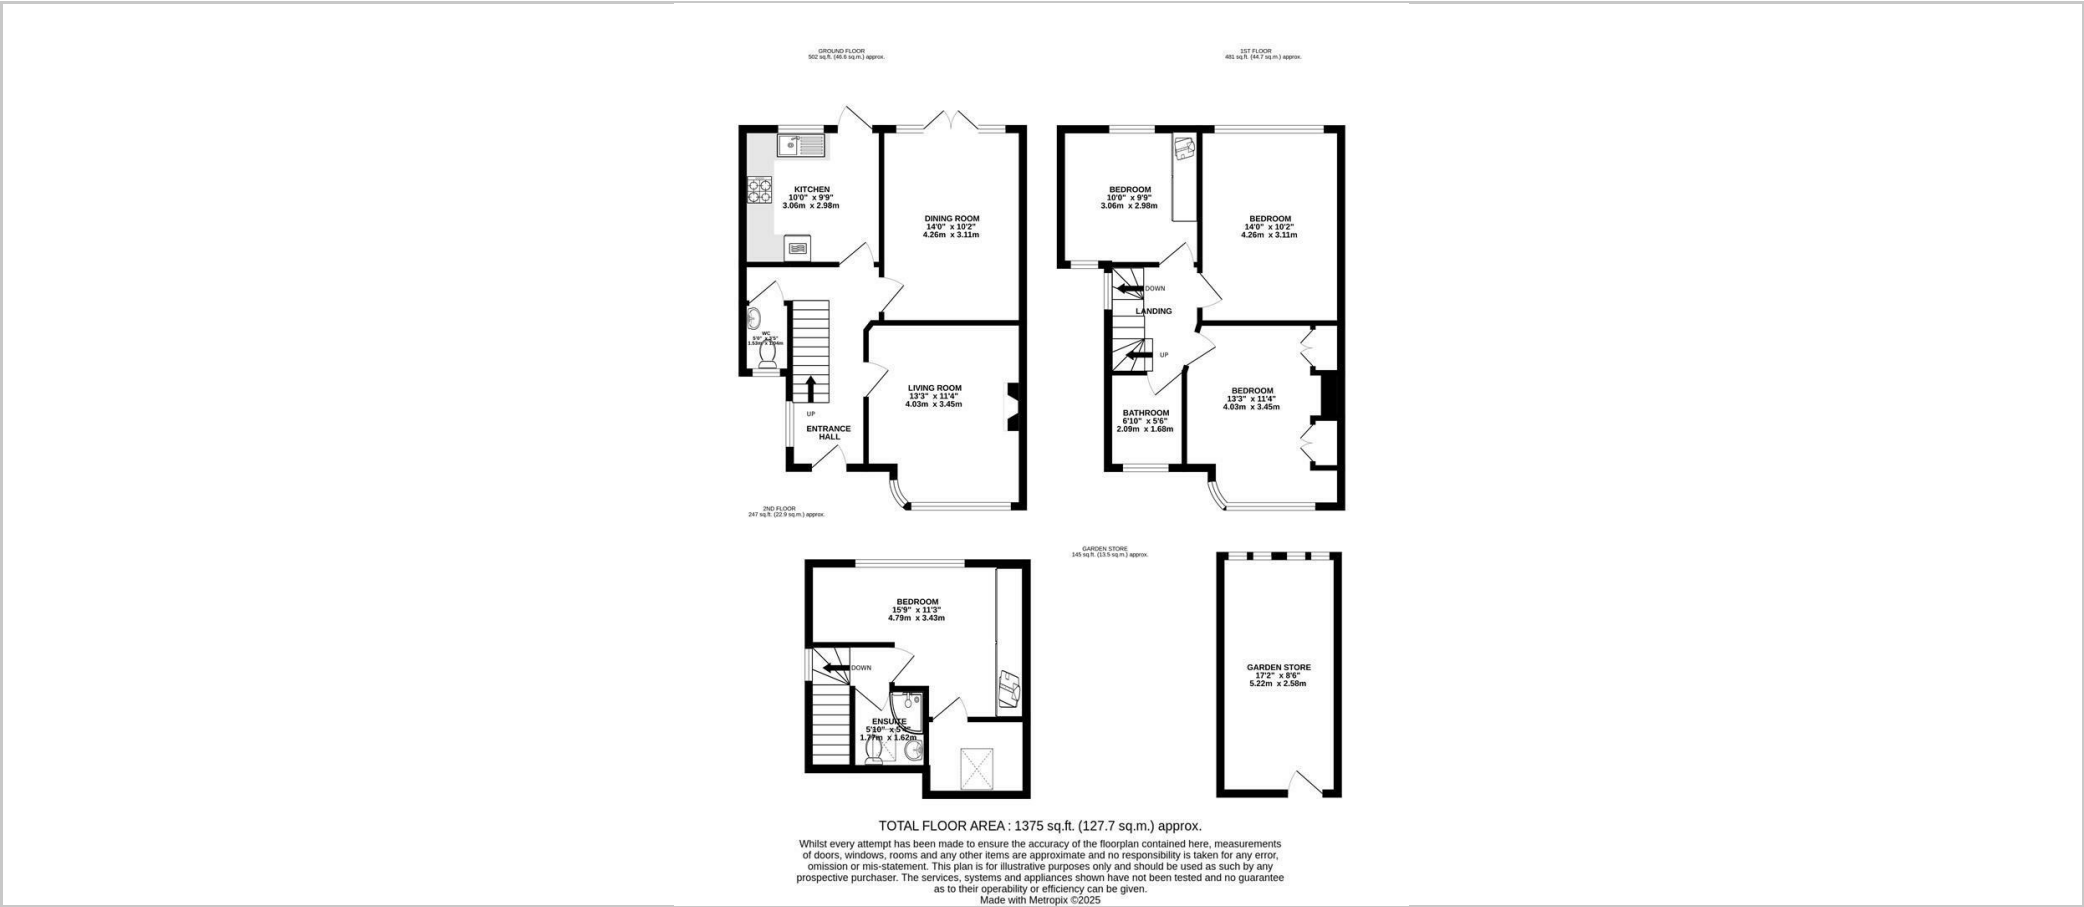 GROUND FLOOR
502 sq.ft. (46.6 sq.m.) approx.
1ST FLOOR
481 sq.ft. (44.7 sq.m.) approx.
KITCHEN
10'0" x 9'9"
3.06m x 2.98m
DINING ROOM
14'0" x 10'2"
4.26m x 3.11m
WC
LIVING ROOM
13'3" x 11'4"
4.03m x 3.45m
UP
ENTRANCE
HALL
BEDROOM
10'0" x 9'9"
3.06m x 2.98m
BEDROOM
14'0" x 10'2"
4.26m x 3.11m
DOWN
LANDING
UP
BEDROOM
13'3" x 11'4"
4.03m x 3.45m
BATHROOM
6'10" x 5'6"
2.09m x 1.68m
2ND FLOOR
247 sq.ft. (22.9 sq.m.) approx.
GARDEN STORE
145 sq.ft. (13.5 sq.m.) approx.
BEDROOM
15'9" x 11'3"
4.79m x 3.43m
DOWN
ENSUITE
5'10" x 5'4"
1.77m x 1.62m
GARDEN STORE
17'2" x 8'6"
5.22m x 2.58m
TOTAL FLOOR AREA : 1375 sq.ft. (127.7 sq.m.) approx.
Whilst every attempt has been made to ensure the accuracy of the floorplan contained here, measurements
of doors, windows, rooms and any other items are approximate and no responsibility is taken for any error,
omission or mis-statement. This plan is for illustrative purposes only and should be used as such by any
prospective purchaser. The services, systems and appliances shown have not been tested and no guarantee
as to their operability or efficiency can be given.
Made with Metropix ©2025